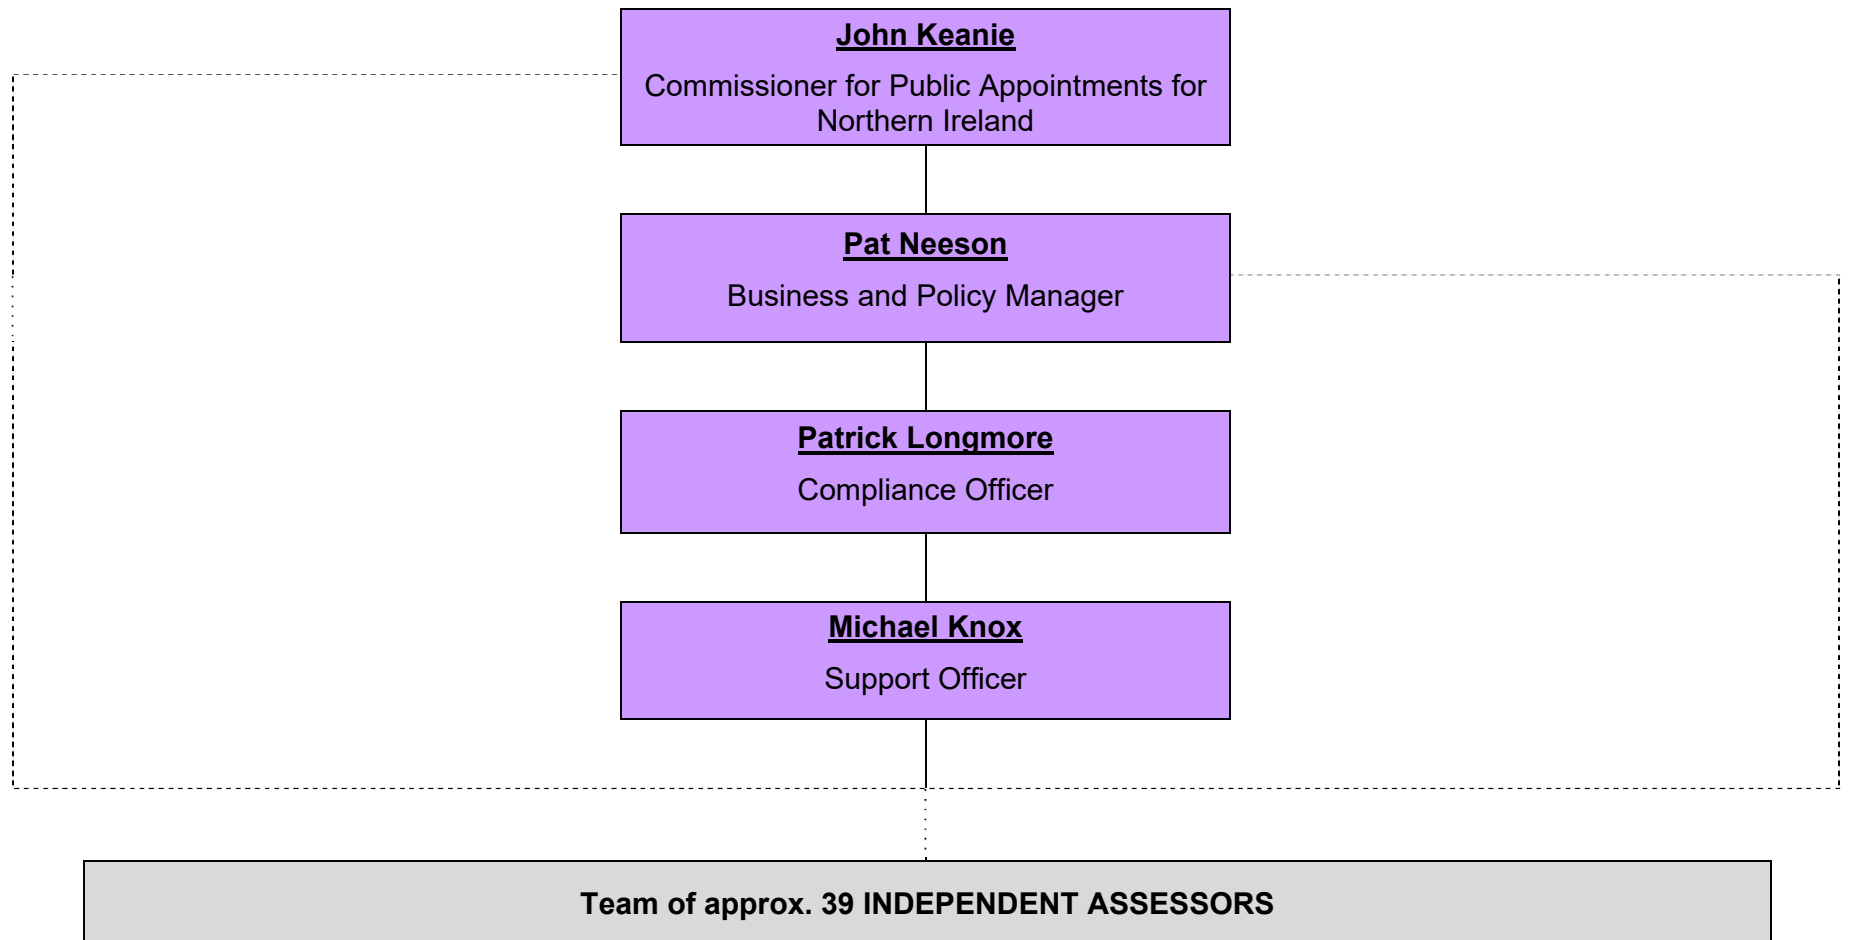 John Keanie
Commissioner for Public Appointments for
Northern Ireland
Pat Neeson
Business and Policy Manager
Patrick Longmore
Compliance Officer
Michael Knox
Support Officer
Team of approx. 39 INDEPENDENT ASSESSORS